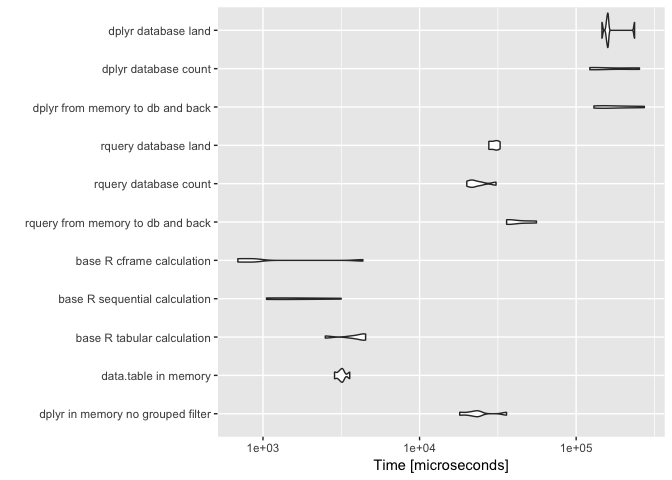 dplyr database land
dplyr database count
dplyr from memory to db and back
rquery database land
rquery database count
rquery from memory to db and back
base R cframe calculation
base R sequential calculation
base R tabular calculation
data.table in memory
dplyr in memory no grouped filter
1e+03 1e+04 1e+05
Time [microseconds]